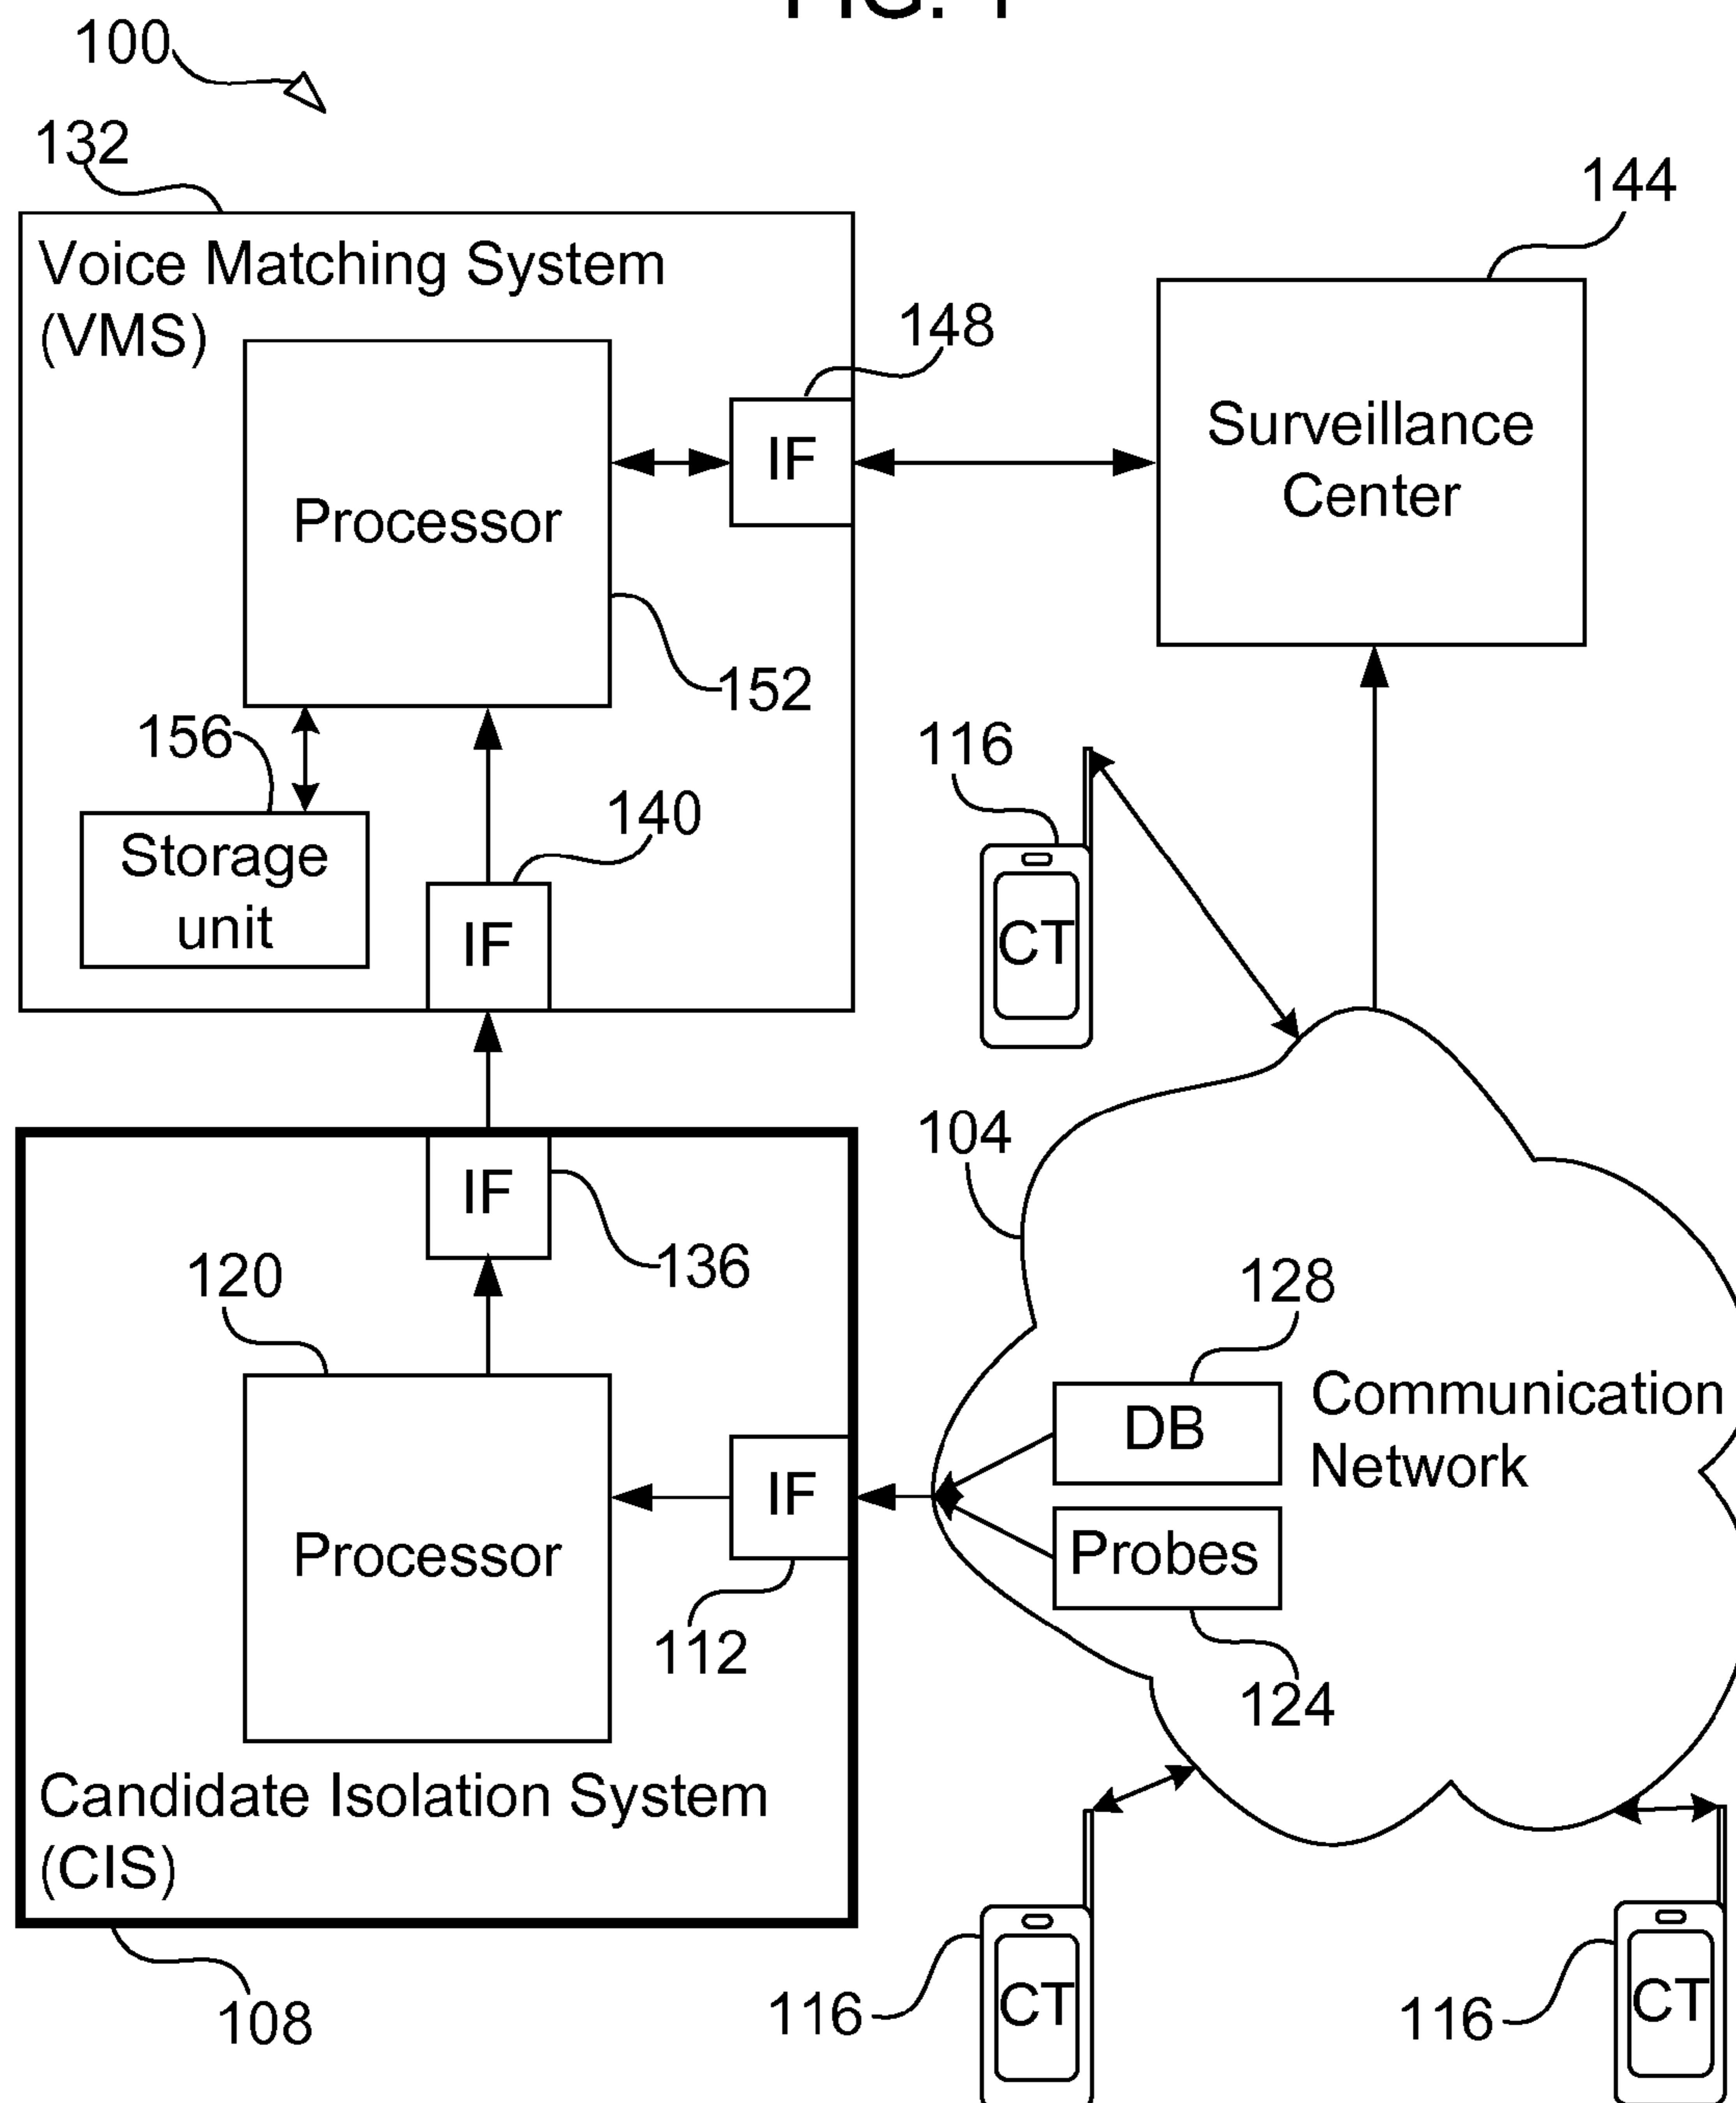 FIG. 1
100
132
144
Voice Matching System
(VMS)
148
IF
Surveillance
Center
Processor
152
156
116
140
Storage
unit
IF
CT
104
IF
136
120
128
DB
Communication
Network
IF
Processor
Probes
112
124
Candidate Isolation System
(CIS)
108
116
CT
116
CT